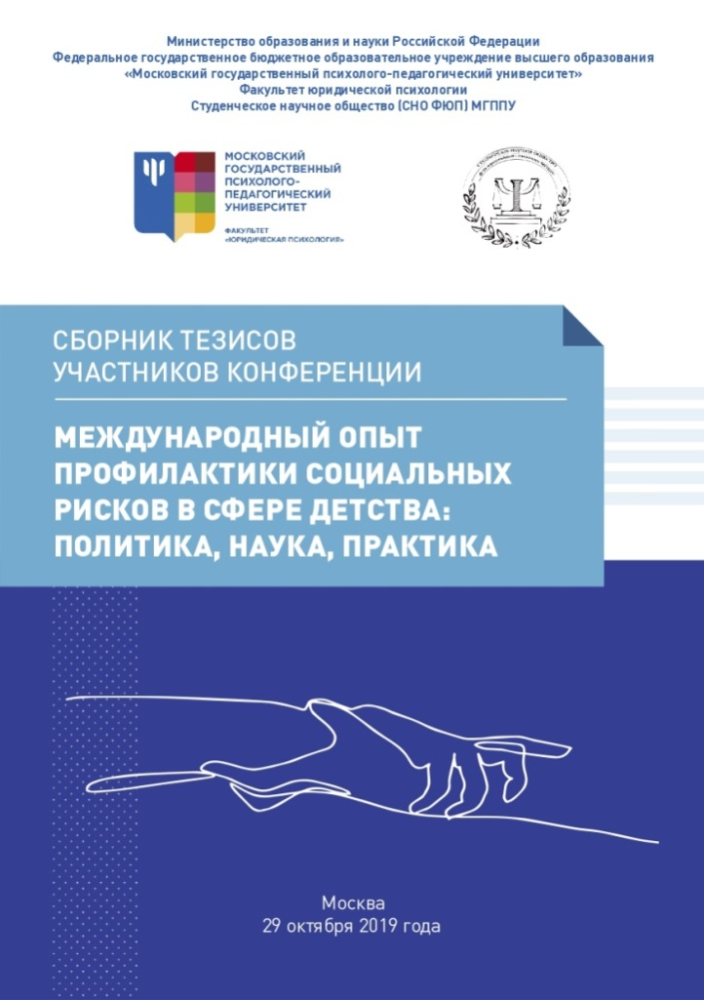 Министерство образования и науки Российской Федерации
Федеральное государственное бюджетное образовательное учреждение высшего образования
«Московский государственный психолого-педагогический университет»
Факультет юридической психологии
Студенческое научное общество (СНО ФЮП) МГППУ
МОСКОВСКИЙ
ГОСУДАРСТВЕННЫЙ
ПСИХОЛОГО-
ПЕДАГОГИЧЕСКИЙ
УНИВЕРСИТЕТ
ФАКУЛЬТЕТ
«ЮРИДИЧЕСКАЯ ПСИХОЛОГИЯ»
СБОРНИК ТЕЗИСОВ
УЧАСТНИКОВ КОНФЕРЕНЦИИ
МЕЖДУНАРОДНЫЙ ОПЫТ
ПРОФИЛАКТИКИ СОЦИАЛЬНЫХ
РИСКОВ В СФЕРЕ ДЕТСТВА:
ПОЛИТИКА, НАУКА, ПРАКТИКА
Москва
29 октября 2019 года